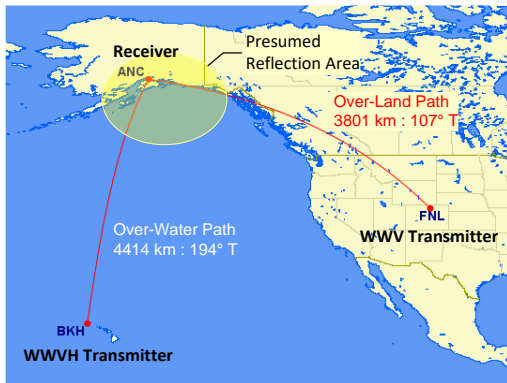 Receiver
ANC
Presumed
Reflection Area
Over-Land Path
3801 km : 107° T
FNL
WWV Transmitter
Over-Water Path
4414 km : 194° T
BKH
WWVH Transmitter